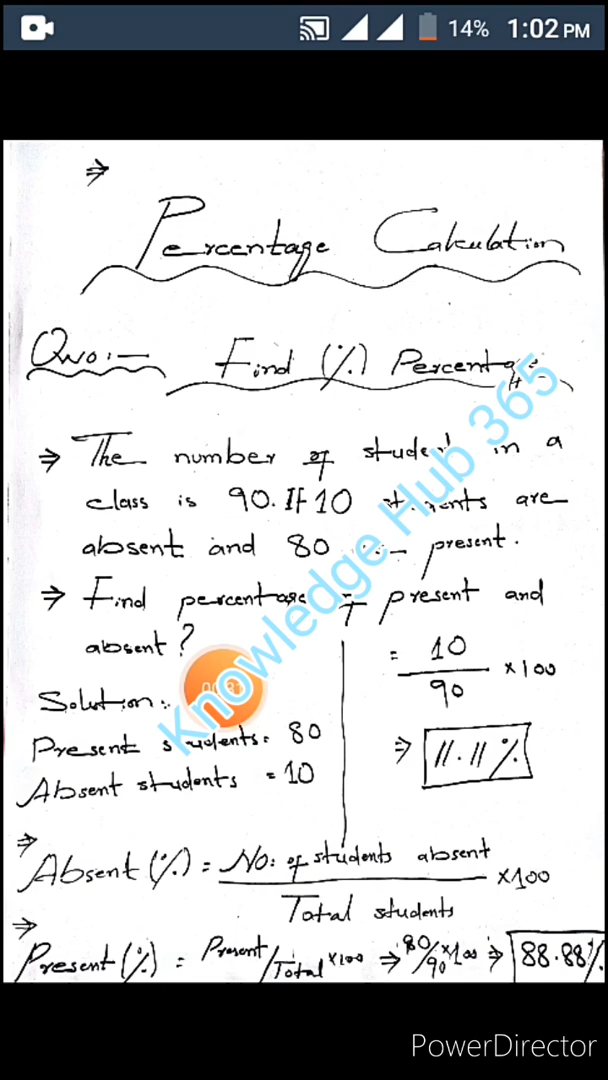 14% 1:02 PM
⇒
Percentage Calculation
Qno:— Find (%) Percentage:
⇒ The number of student in a
class is 90. If 10 students are
absent and 80 present.
⇒ Find percentage present and
absent?
= 10/90 ×100
⇒ 11.11%
Solution:
Present students= 80
Absent students = 10
⇒
Absent (%) = No: of students absent/Total students ×100
⇒
Present (%) = Present/Total ×100 ⇒ 80/90 ×100 ⇒ 88.88%
Knowledge Hub 365
PowerDirector